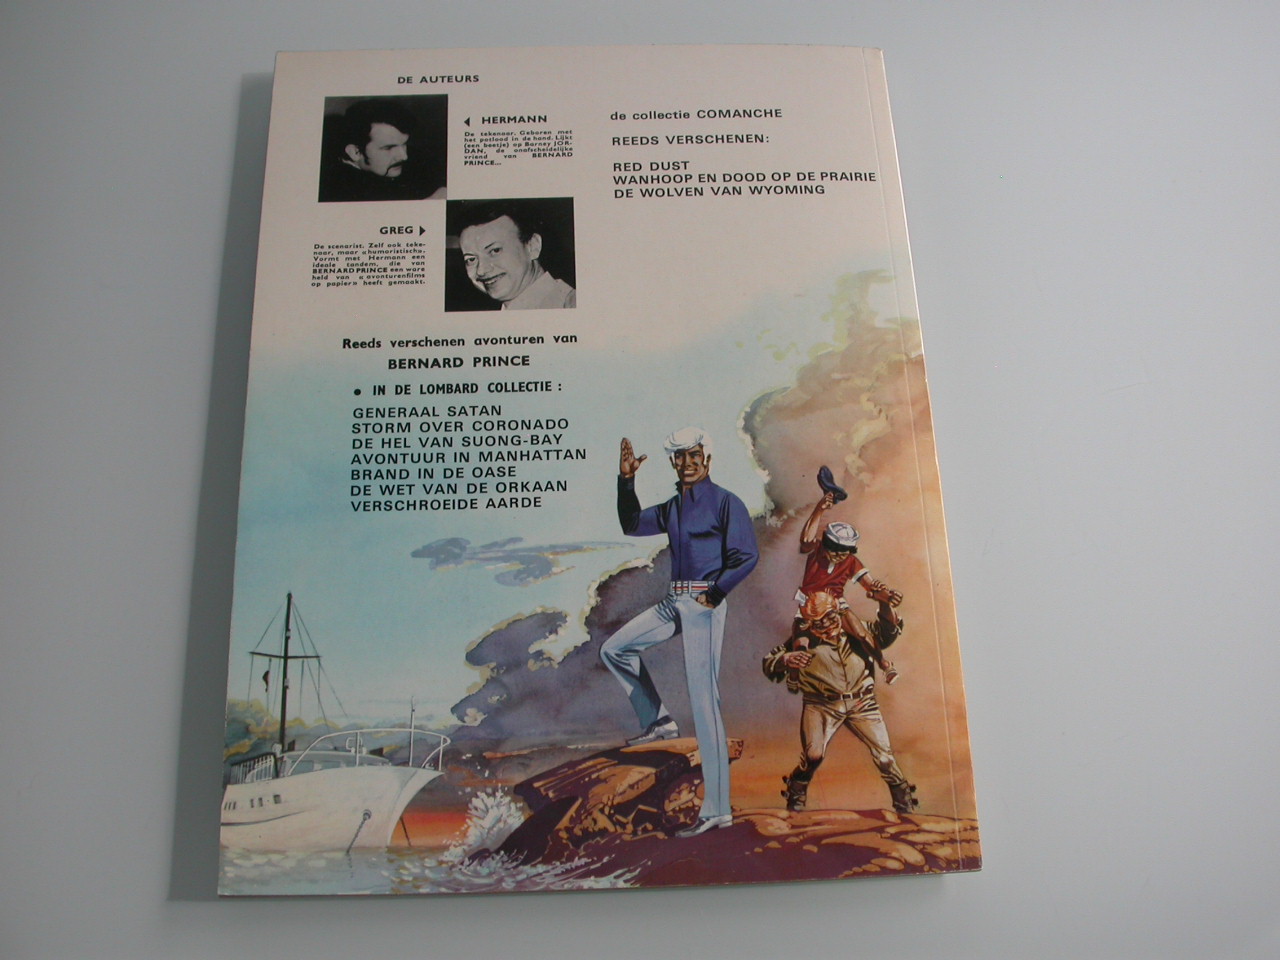 DE AUTEURS
HERMANN
De tekenaar. Geboren met
het potlood in de hand. Lijkt
(een beetje) op Barney JOR-
DAN, de onafscheidelijke
vriend van BERNARD
PRINCE...
GREG
De scenarist. Zelf ook teke-
naar, maar «humoristisch».
Vormt met Hermann een
ideale tandem, die van
BERNARD PRINCE een ware
held van «avonturenfilms
op papier» heeft gemaakt.
de collectie COMANCHE
REEDS VERSCHENEN:
RED DUST
WANHOOP EN DOOD OP DE PRAIRIE
DE WOLVEN VAN WYOMING
Reeds verschenen avonturen van
BERNARD PRINCE
• IN DE LOMBARD COLLECTIE :
GENERAAL SATAN
STORM OVER CORONADO
DE HEL VAN SUONG-BAY
AVONTUUR IN MANHATTAN
BRAND IN DE OASE
DE WET VAN DE ORKAAN
VERSCHROEIDE AARDE